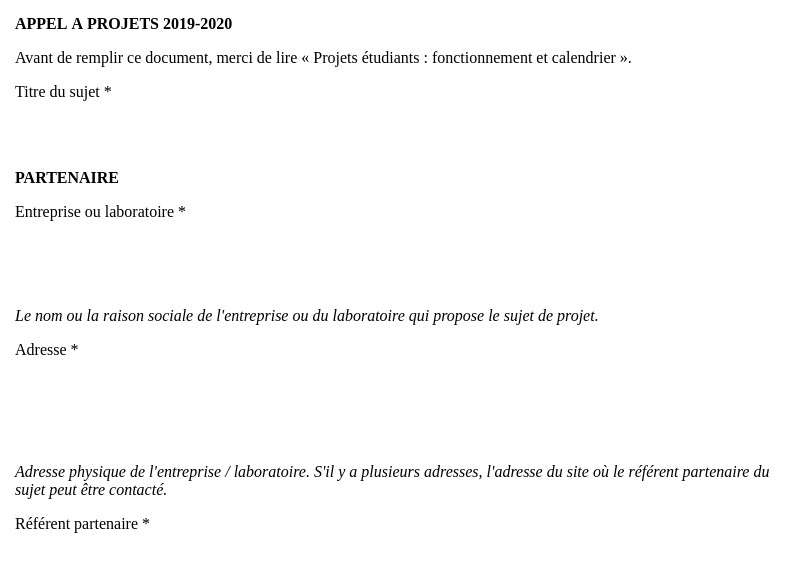 APPEL A PROJETS 2019-2020
Avant de remplir ce document, merci de lire « Projets étudiants : fonctionnement et calendrier ».
Titre du sujet *
PARTENAIRE
Entreprise ou laboratoire *
Le nom ou la raison sociale de l'entreprise ou du laboratoire qui propose le sujet de projet.
Adresse *
Adresse physique de l'entreprise / laboratoire. S'il y a plusieurs adresses, l'adresse du site où le référent partenaire du
sujet peut être contacté.
Référent partenaire *